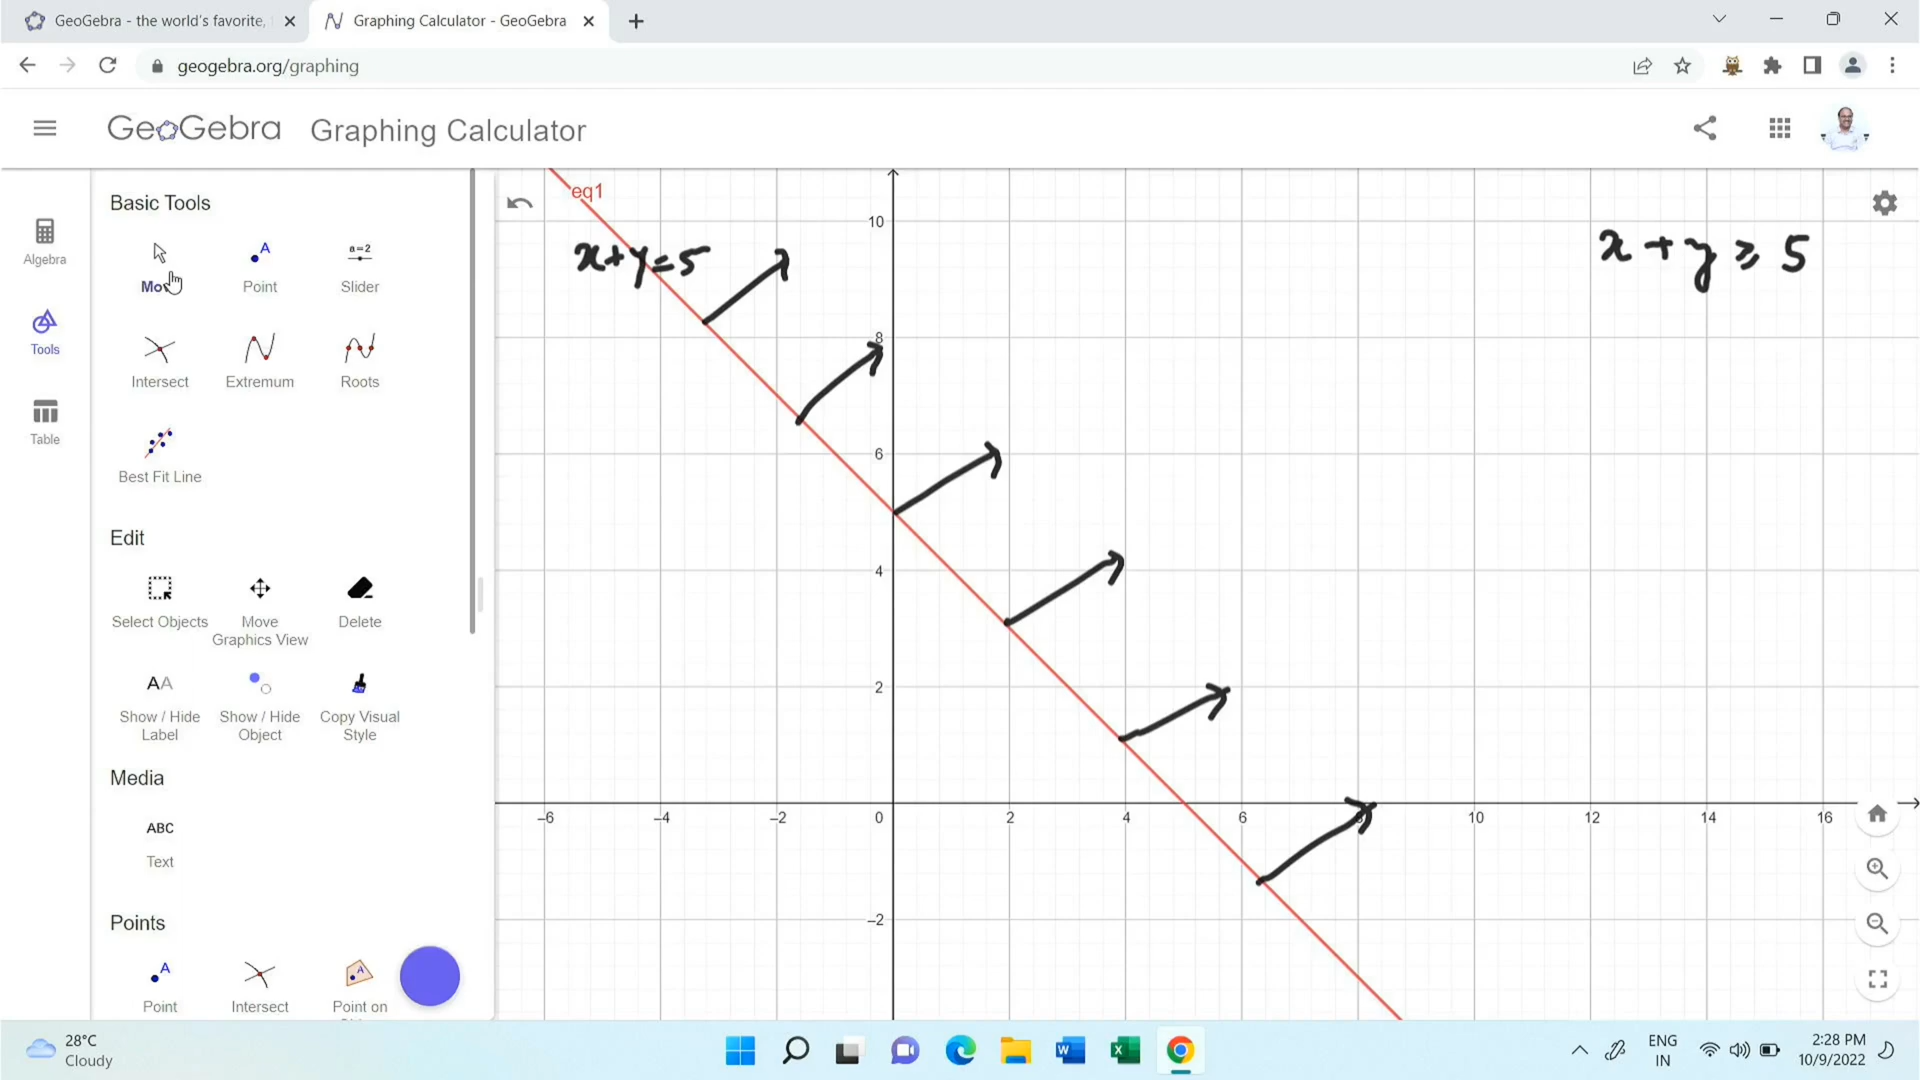 GeoGebra - the world's favorite,
Graphing Calculator - GeoGebra
geogebra.org/graphing
GeoGebra Graphing Calculator
Algebra
Tools
Table
Basic Tools
Point
Slider
Intersect
Extremum
Roots
Best Fit Line
Edit
Select Objects
Move Graphics View
Delete
AA
Show / Hide Label
Show / Hide Object
Copy Visual Style
Media
ABC
Text
Points
Point
Intersect
Point on
A
a=2
A
A
eq1
x+y=5
x+y≥5
10
8
6
4
2
–2
–6
–4
–2
0
2
4
6
10
12
14
16
28°C
Cloudy
ENG
IN
2:28 PM
10/9/2022